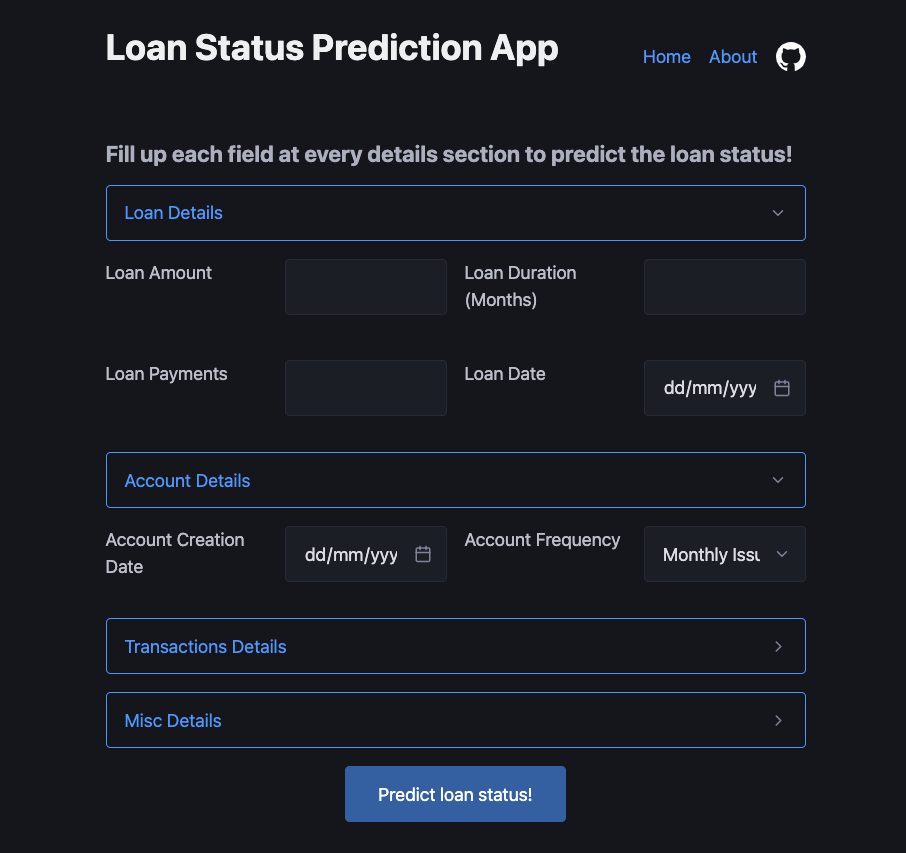 Loan Status Prediction App
Home About
Fill up each field at every details section to predict the loan status!
Loan Details
Loan Amount
Loan Duration
(Months)
Loan Payments
Loan Date
dd/mm/yyy
Account Details
Account Creation
Date
dd/mm/yyy
Account Frequency
Monthly Issu
Transactions Details
Misc Details
Predict loan status!